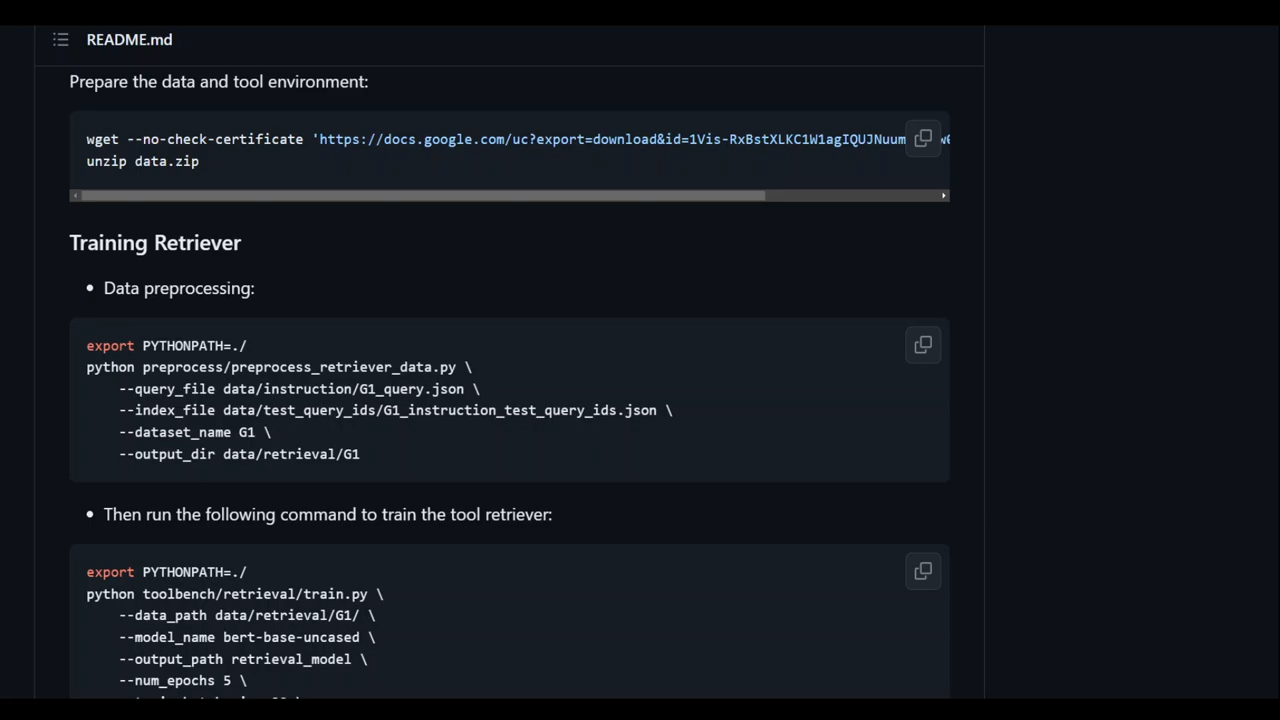 README.md
Prepare the data and tool environment:
wget --no-check-certificate 'https://docs.google.com/uc?export=download&id=1Vis-RxBstXLKC1W1agIQUJNuum
unzip data.zip
Training Retriever
• Data preprocessing:
export PYTHONPATH=./
python preprocess/preprocess_retriever_data.py \
--query_file data/instruction/G1_query.json \
--index_file data/test_query_ids/G1_instruction_test_query_ids.json \
--dataset_name G1 \
--output_dir data/retrieval/G1
• Then run the following command to train the tool retriever:
export PYTHONPATH=./
python toolbench/retrieval/train.py \
--data_path data/retrieval/G1/ \
--model_name bert-base-uncased \
--output_path retrieval_model \
--num_epochs 5 \